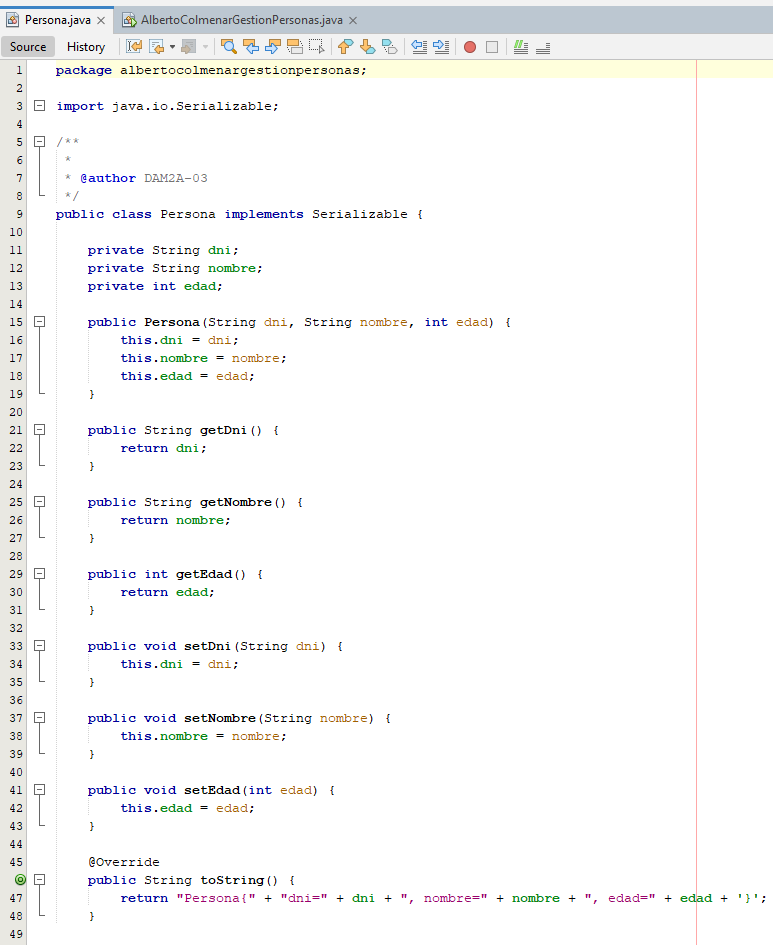 Persona.java × AlbertoColmenarGestionPersonas.java ×
Source History
1 package albertocolmenargestionpersonas;
2
3 import java.io.Serializable;
4
5 /**
6  *
7  * @author DAM2A-03
8  */
9 public class Persona implements Serializable {
10
11     private String dni;
12     private String nombre;
13     private int edad;
14
15     public Persona(String dni, String nombre, int edad) {
16         this.dni = dni;
17         this.nombre = nombre;
18         this.edad = edad;
19     }
20
21     public String getDni() {
22         return dni;
23     }
24
25     public String getNombre() {
26         return nombre;
27     }
28
29     public int getEdad() {
30         return edad;
31     }
32
33     public void setDni(String dni) {
34         this.dni = dni;
35     }
36
37     public void setNombre(String nombre) {
38         this.nombre = nombre;
39     }
40
41     public void setEdad(int edad) {
42         this.edad = edad;
43     }
44
45     @Override
public String toString() {
47         return "Persona{" + "dni=" + dni + ", nombre=" + nombre + ", edad=" + edad + '}';
48     }
49